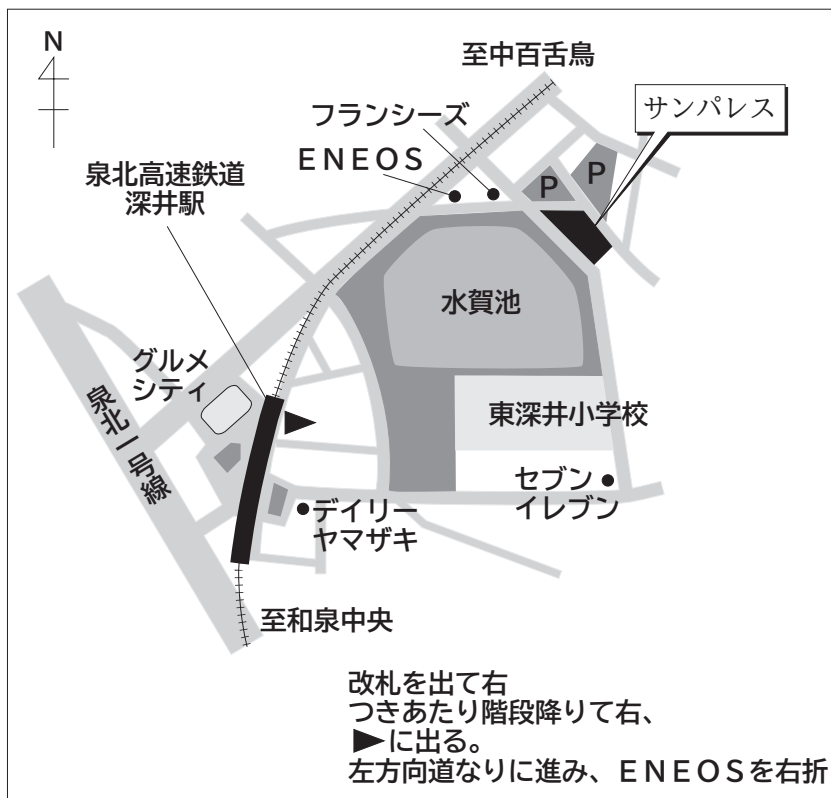 N
至中百舌鳥
サンパレス
フランシーズ
ENEOS
P
P
泉北高速鉄道
深井駅
水賀池
グルメ
シティ
泉北一号線
東深井小学校
セブン
イレブン
デイリー
ヤマザキ
至和泉中央
改札を出て右
つきあたり階段降りて右、
▶に出る。
左方向道なりに進み、ENEOSを右折